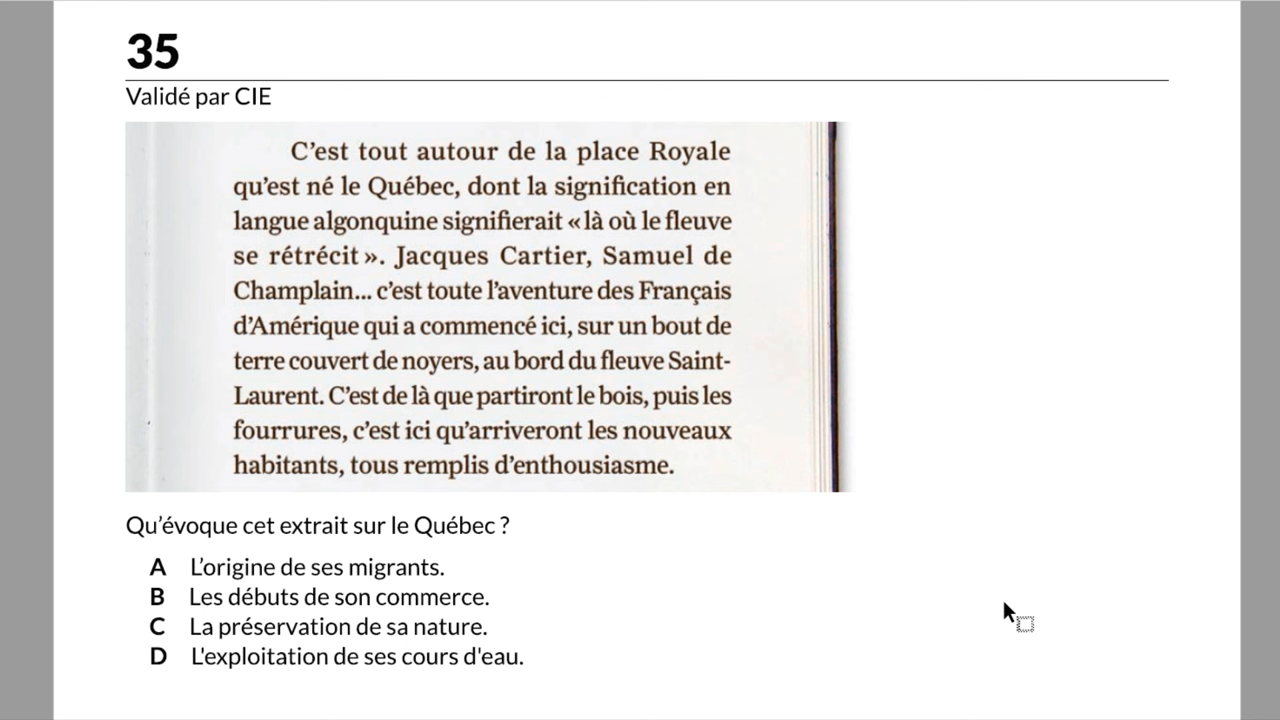 35
Validé par CIE
C'est tout autour de la place Royale
qu'est né le Québec, dont la signification en
langue algonquine signifierait «là où le fleuve
se rétrécit». Jacques Cartier, Samuel de
Champlain... c'est toute l'aventure des Français
d'Amérique qui a commencé ici, sur un bout de
terre couvert de noyers, au bord du fleuve Saint-
Laurent. C'est de là que partiront le bois, puis les
fourrures, c'est ici qu'arriveront les nouveaux
habitants, tous remplis d'enthousiasme.
Qu'évoque cet extrait sur le Québec ?
A L'origine de ses migrants.
B Les débuts de son commerce.
C La préservation de sa nature.
D L'exploitation de ses cours d'eau.